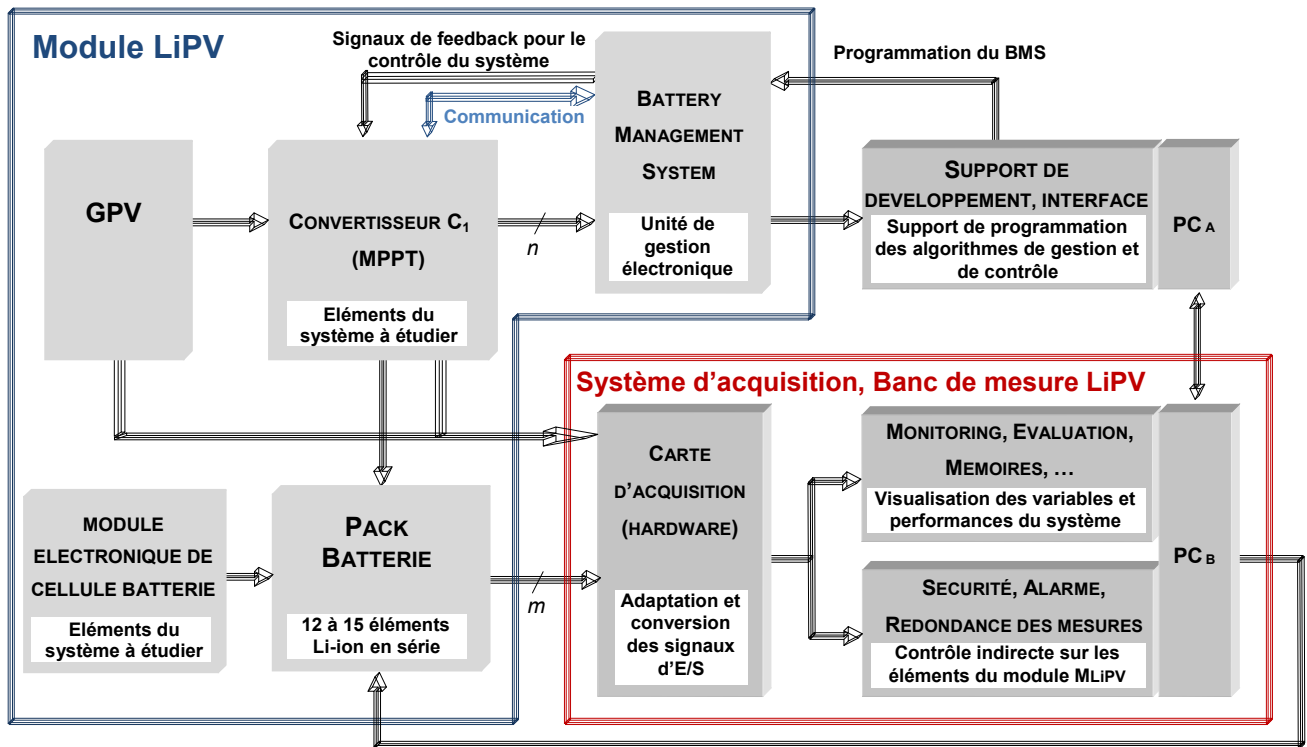 Module LiPV
Signaux de feedback pour le
contrôle du système
Communication
Programmation du BMS
GPV
CONVERTISSEUR C1
(MPPT)
Eléments du
système à étudier
n
BATTERY
MANAGEMENT
SYSTEM
Unité de
gestion
électronique
SUPPORT DE
DEVELOPPEMENT, INTERFACE
Support de programmation
des algorithmes de gestion et
de contrôle
PC A
Système d'acquisition, Banc de mesure LiPV
MODULE
ELECTRONIQUE DE
CELLULE BATTERIE
Eléments du
système à étudier
PACK
BATTERIE
12 à 15 éléments
Li-ion en série
m
CARTE
D'ACQUISITION
(HARDWARE)
Adaptation et
conversion
des signaux
d'E/S
MONITORING, EVALUATION,
MEMOIRES, …
Visualisation des variables et
performances du système
SECURITÉ, ALARME,
REDONDANCE DES MESURES
Contrôle indirecte sur les
éléments du module MLIPV
PC B